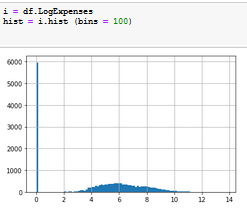 i = df.LogExpenses
hist = i.hist (bins = 100)
6000
5000
4000
3000
2000
1000
0
0 2 4 6 8 10 12 14